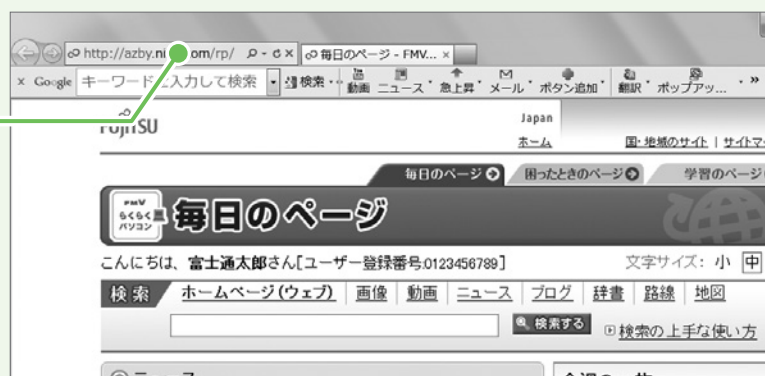 http://azby.ni om/rp/ 毎日のページ - FMV... ×
× Google キーワードを入力して検索 検索 動画 ニュース 急上昇 メール ボタン追加 翻訳 ポップアッ... »
FUJITSU
Japan
ホーム 国・地域のサイト | サイトマ
毎日のページ 困ったときのページ 学習のページ
FMV らくらくパソコン 毎日のページ
こんにちは、富士通太郎さん[ユーザー登録番号:0123456789] 文字サイズ: 小 中
検索 ホームページ(ウェブ) 画像 動画 ニュース ブログ 辞書 路線 地図
検索する 検索の上手な使い方